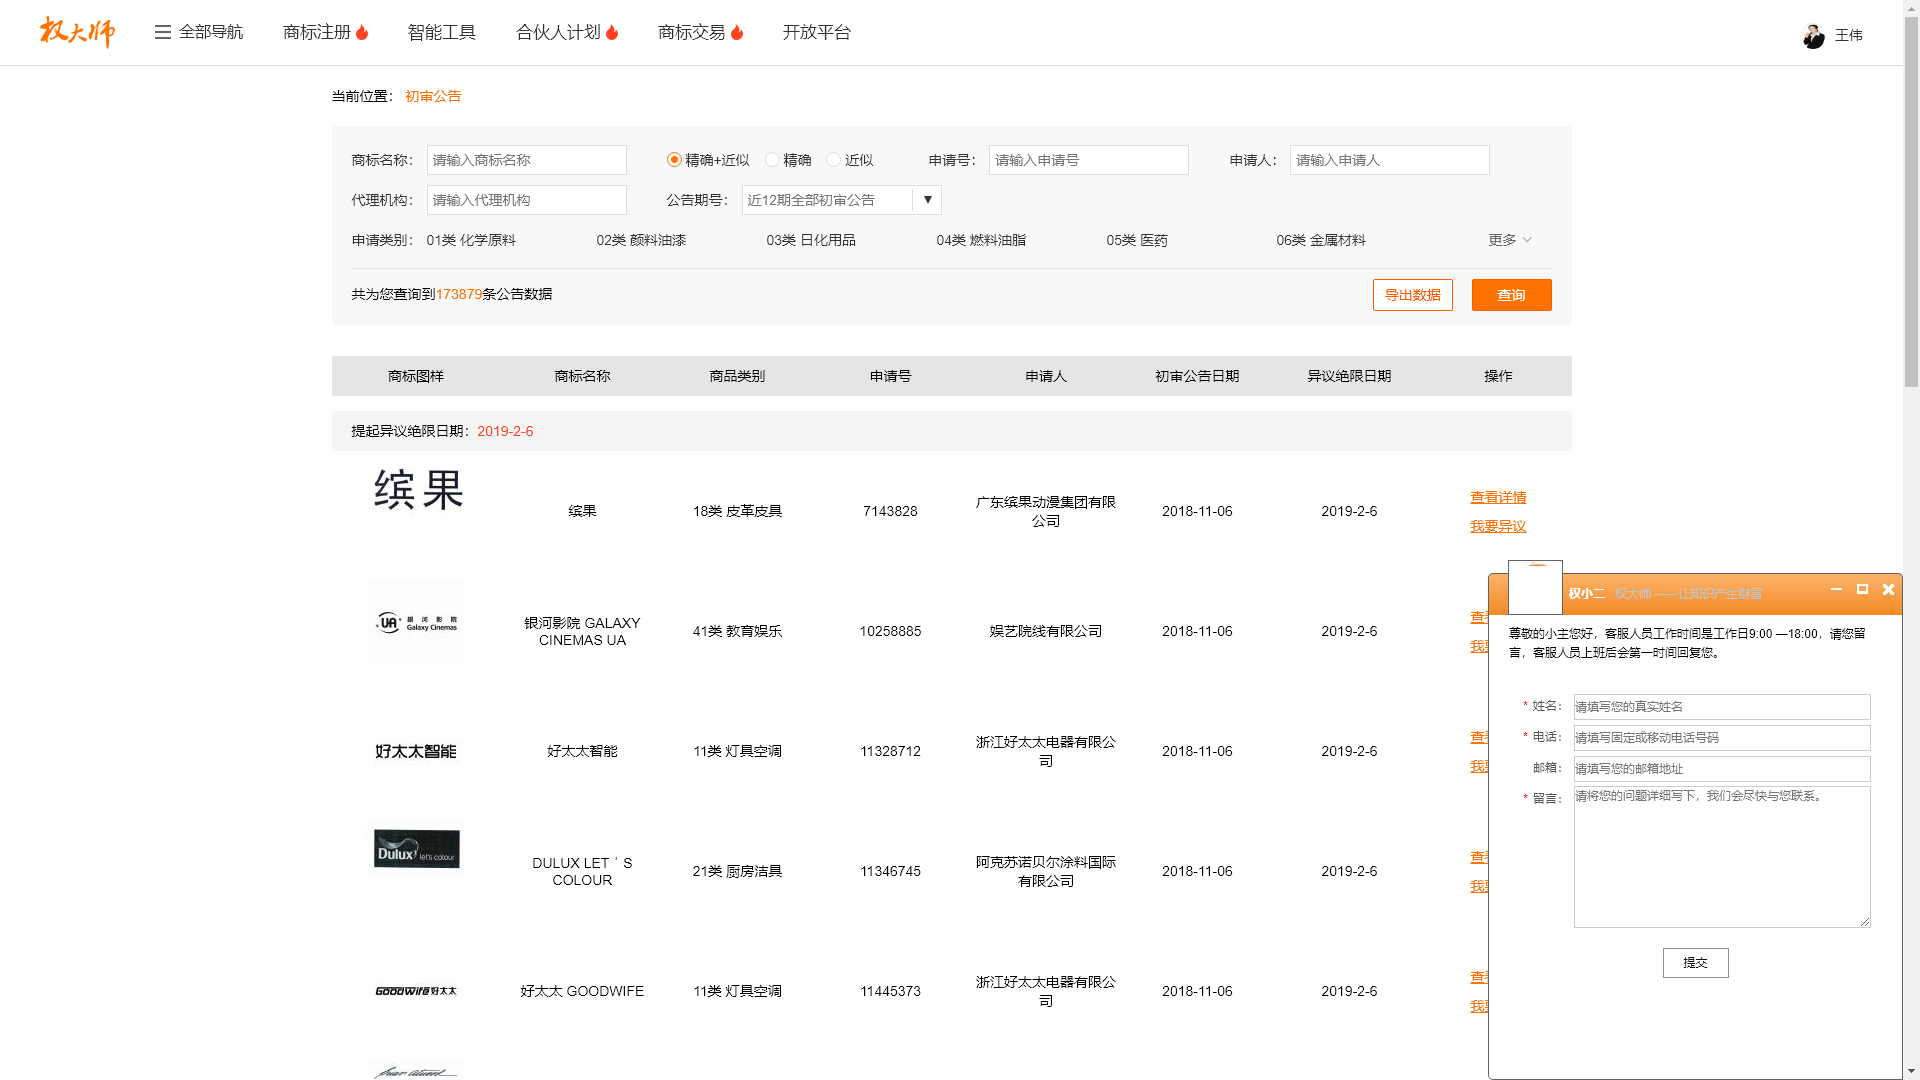 权大师 全部导航 商标注册 智能工具 合伙人计划 商标交易 开放平台 王伟
当前位置： 初审公告
商标名称： 请输入商标名称 精确+近似 精确 近似 申请号： 请输入申请号 申请人： 请输入申请人
代理机构： 请输入代理机构 公告期号： 近12期全部初审公告
申请类别： 01类 化学原料 02类 颜料油漆 03类 日化用品 04类 燃料油脂 05类 医药 06类 金属材料 更多
共为您查询到173879条公告数据 导出数据 查询
商标图样 商标名称 商品类别 申请号 申请人 初审公告日期 异议绝限日期 操作
提起异议绝限日期：2019-2-6
缤果 缤果 18类 皮革皮具 7143828 广东缤果动漫集团有限公司 2018-11-06 2019-2-6 查看详情
我要异议
UA 銀河影院 Galaxy Cinemas 银河影院 GALAXY CINEMAS UA 41类 教育娱乐 10258885 娱艺院线有限公司 2018-11-06 2019-2-6
好太太智能 好太太智能 11类 灯具空调 11328712 浙江好太太电器有限公司 2018-11-06 2019-2-6
Dulux let's colour DULUX LET＇S COLOUR 21类 厨房洁具 11346745 阿克苏诺贝尔涂料国际有限公司 2018-11-06 2019-2-6
GOODWIFE好太太 好太太 GOODWIFE 11类 灯具空调 11445373 浙江好太太电器有限公司 2018-11-06 2019-2-6
权小二 权大师 ——让知识产生财富
尊敬的小主您好，客服人员工作时间是工作日9:00 —18:00，请您留
言，客服人员上班后会第一时间回复您。
* 姓名： 请填写您的真实姓名
* 电话： 请填写固定或移动电话号码
邮箱： 请填写您的邮箱地址
* 留言： 请将您的问题详细写下，我们会尽快与您联系。
提交